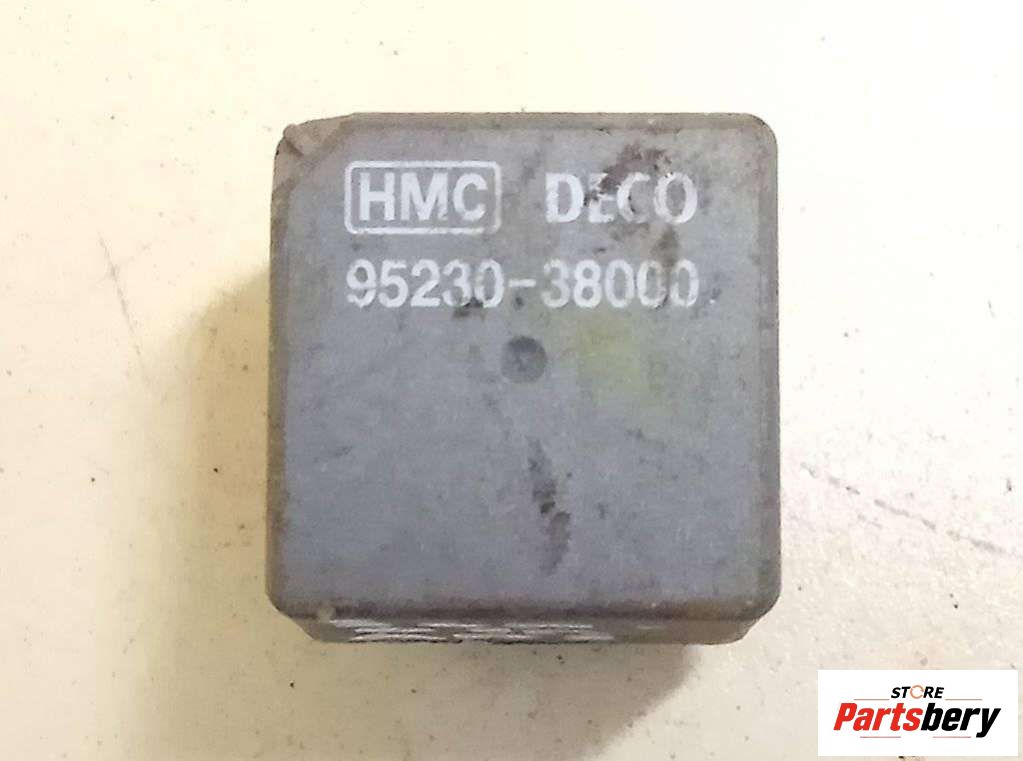 HMC DECO
95230-38000
STORE
Partsbery